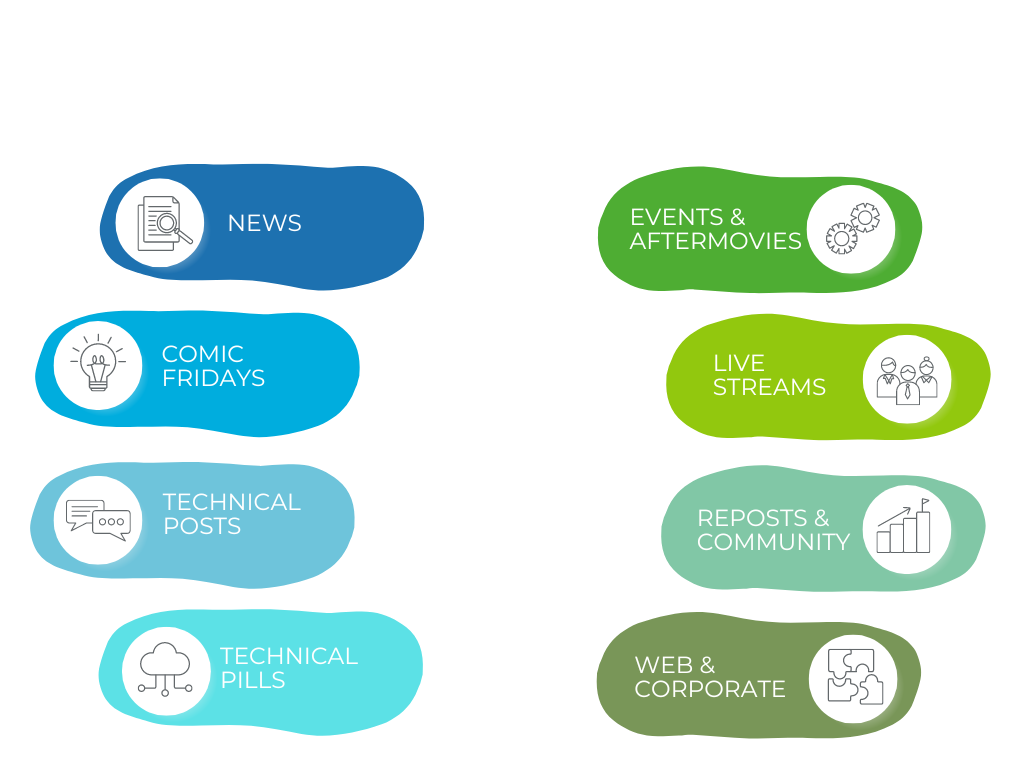 NEWS
COMIC
FRIDAYS
TECHNICAL
POSTS
TECHNICAL
PILLS
EVENTS &
AFTERMOVIES
LIVE
STREAMS
REPOSTS &
COMMUNITY
WEB &
CORPORATE